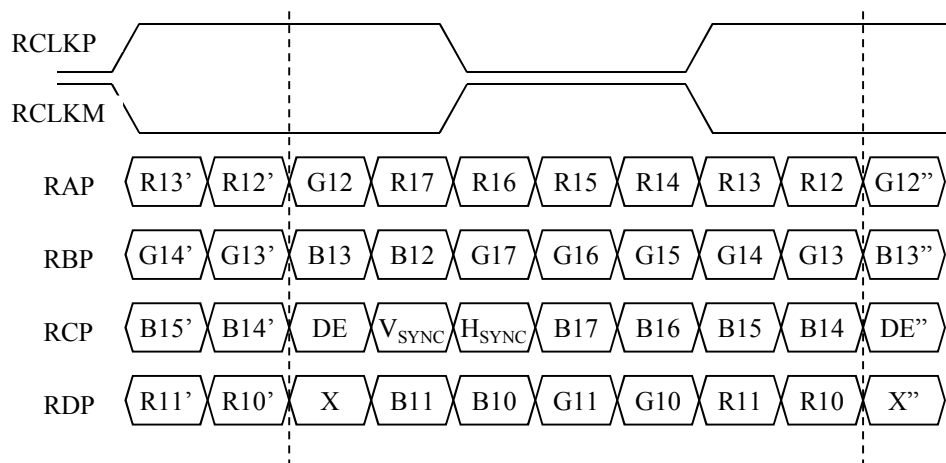 RCLKP
RCLKM
RAP R13’ R12’ G12 R17 R16 R15 R14 R13 R12 G12”
RBP G14’ G13’ B13 B12 G17 G16 G15 G14 G13 B13”
RCP B15’ B14’ DE VSYNC HSYNC B17 B16 B15 B14 DE”
RDP R11’ R10’ X B11 B10 G11 G10 R11 R10 X”